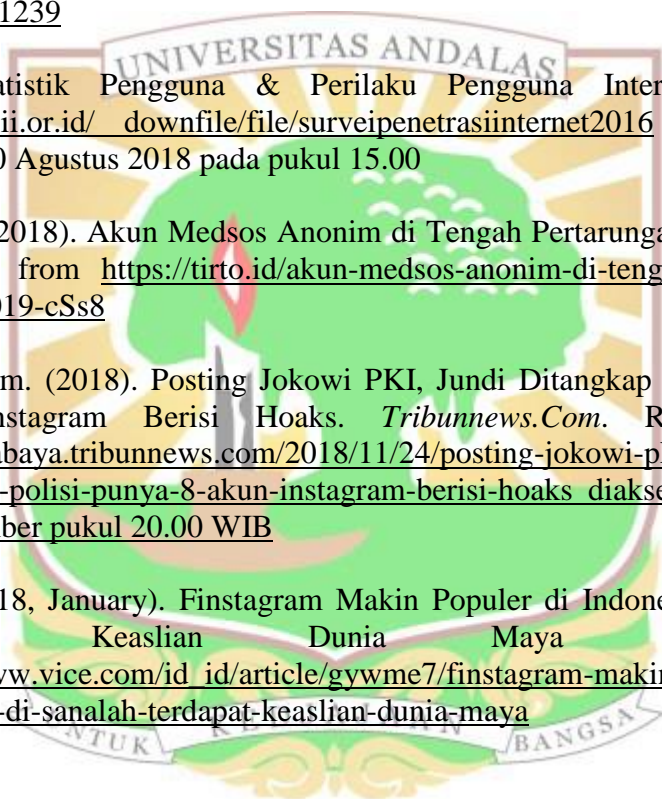 1239
UNIVERSITAS ANDALAS
atistik Pengguna & Perilaku Pengguna Inter
ii.or.id/ downfile/file/surveipenetrasiinternet2016
0 Agustus 2018 pada pukul 15.00
2018). Akun Medsos Anonim di Tengah Pertarunga
from https://tirto.id/akun-medsos-anonim-di-teng
019-cSs8
m. (2018). Posting Jokowi PKI, Jundi Ditangkap
nstagram Berisi Hoaks. Tribunnews.Com. R
abaya.tribunnews.com/2018/11/24/posting-jokowi-p
-polisi-punya-8-akun-instagram-berisi-hoaks diakse
ber pukul 20.00 WIB
18, January). Finstagram Makin Populer di Indone
Keaslian Dunia Maya
w.vice.com/id_id/article/gywme7/finstagram-makin
-di-sanalah-terdapat-keaslian-dunia-maya
UNTUK KEDJAJAAN BANGSA